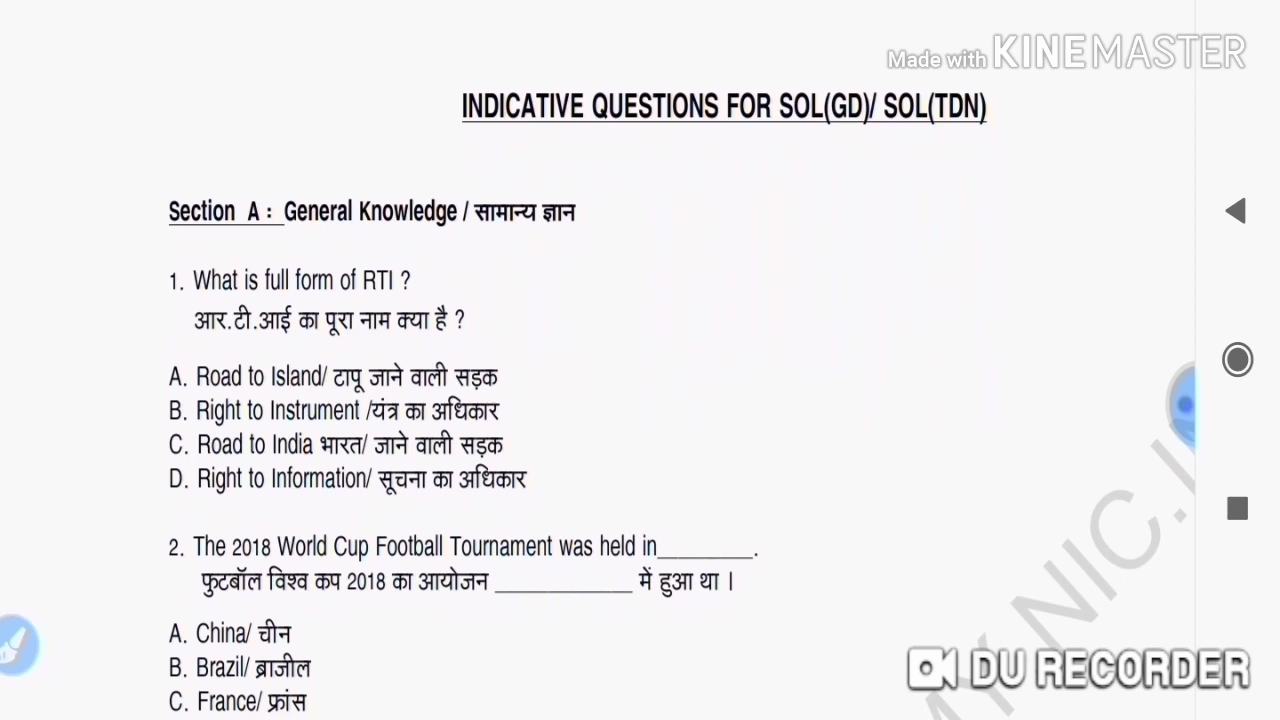 Made with KINEMASTER
INDICATIVE QUESTIONS FOR SOL(GD)/ SOL(TDN)
Section A : General Knowledge / सामान्य ज्ञान
1. What is full form of RTI ?
आर.टी.आई का पूरा नाम क्या है ?
A. Road to Island/ टापू जाने वाली सड़क
B. Right to Instrument /यंत्र का अधिकार
C. Road to India भारत/ जाने वाली सड़क
D. Right to Information/ सूचना का अधिकार
2. The 2018 World Cup Football Tournament was held in_________.
फुटबॉल विश्व कप 2018 का आयोजन _____________ में हुआ था ।
A. China/ चीन
B. Brazil/ ब्राजील
C. France/ फ्रांस
DU RECORDER